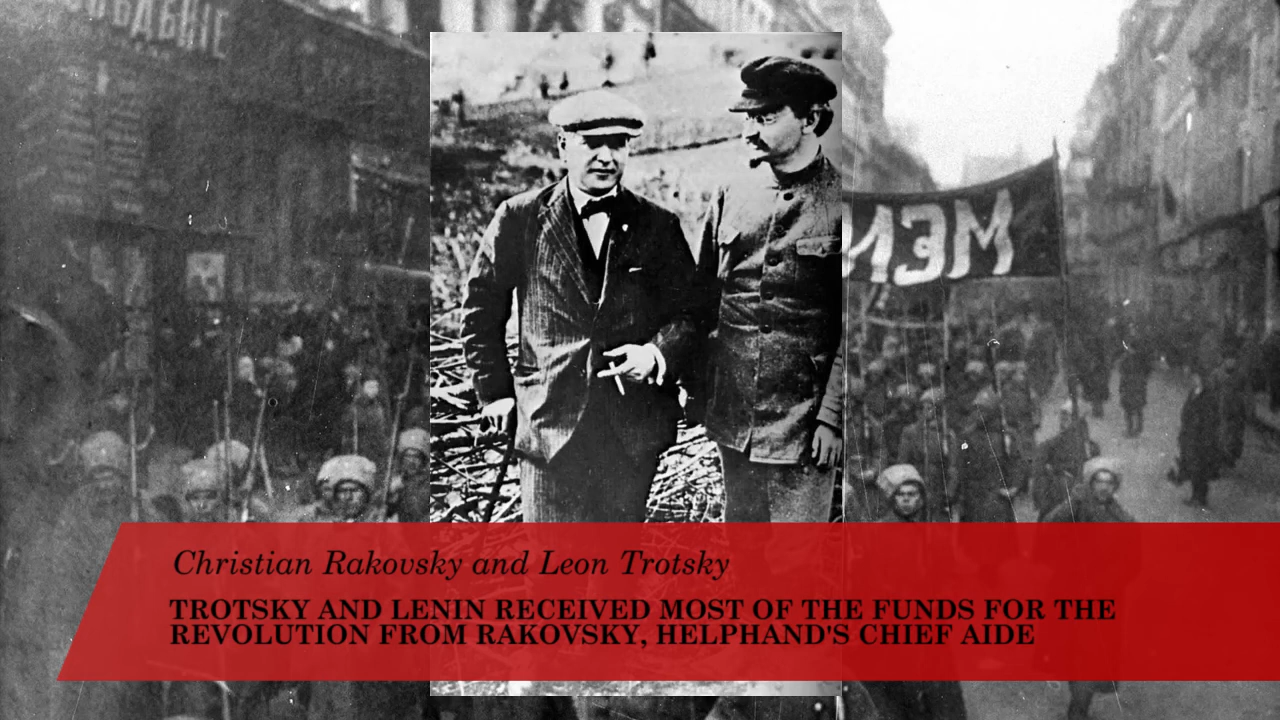 ИЗМ
Christian Rakovsky and Leon Trotsky
TROTSKY AND LENIN RECEIVED MOST OF THE FUNDS FOR THE
REVOLUTION FROM RAKOVSKY, HELPHAND'S CHIEF AIDE